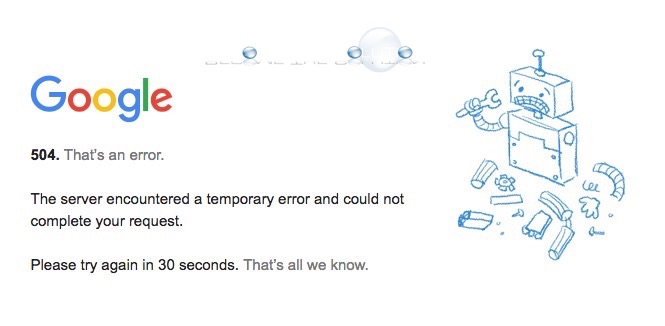 Google
504. That's an error.
The server encountered a temporary error and could not
complete your request.
Please try again in 30 seconds. That's all we know.